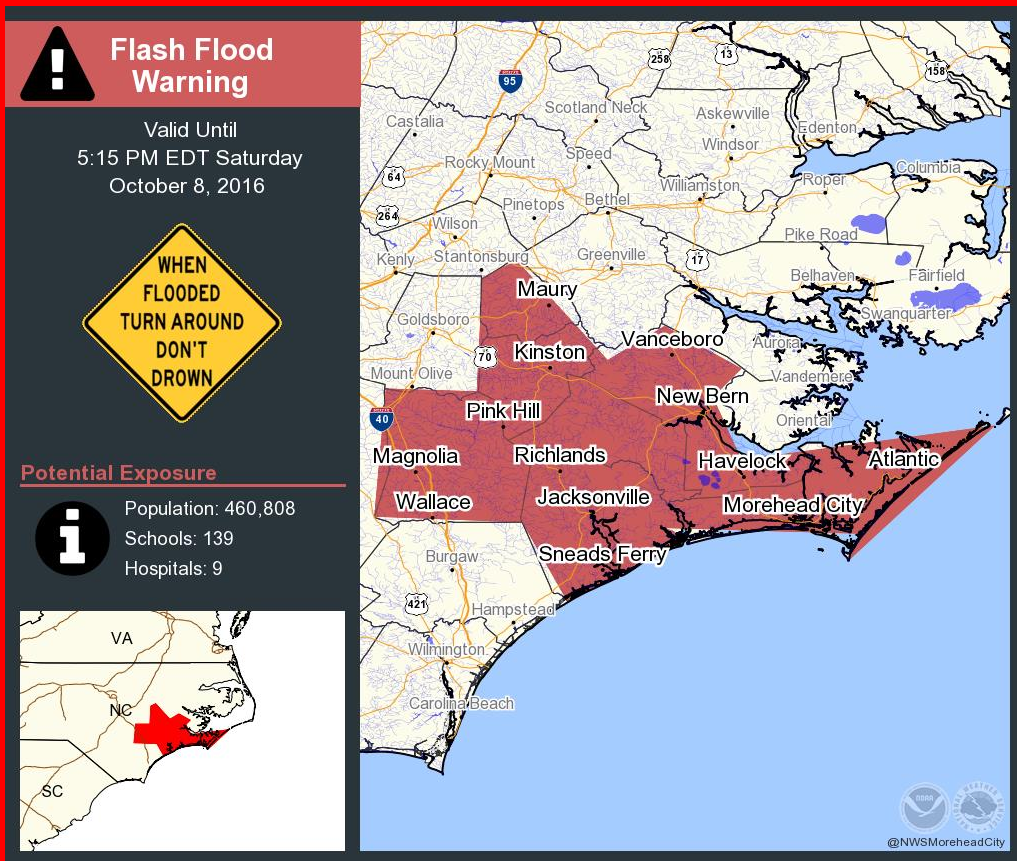 Flash Flood
Warning
Valid Until
5:15 PM EDT Saturday
October 8, 2016
WHEN
FLOODED
TURN AROUND
DON'T
DROWN
Potential Exposure
Population: 460,808
Schools: 139
Hospitals: 9
VA
NC
SC
258
13
95
158
Scotland Neck
Askewville
Castalia
Edenton
Windsor
Rocky Mount
Speed
Columbia
64
Williamston
Roper
Bethel
Pinetops
264
Wilson
Pike Road
Kenly
Stantonsburg
Greenville
17
Belhaven
Fairfield
Maury
Swanquarter
Goldsboro
Vanceboro
Aurora
70
Kinston
Mount Olive
Vandemere
New Bern
40
Pink Hill
Oriental
Magnolia
Richlands
Havelock
Atlantic
Wallace
Jacksonville
Morehead City
Burgaw
Sneads Ferry
421
Hampstead
Wilmington
Carolina Beach
NOAA
@NWSMoreheadCity